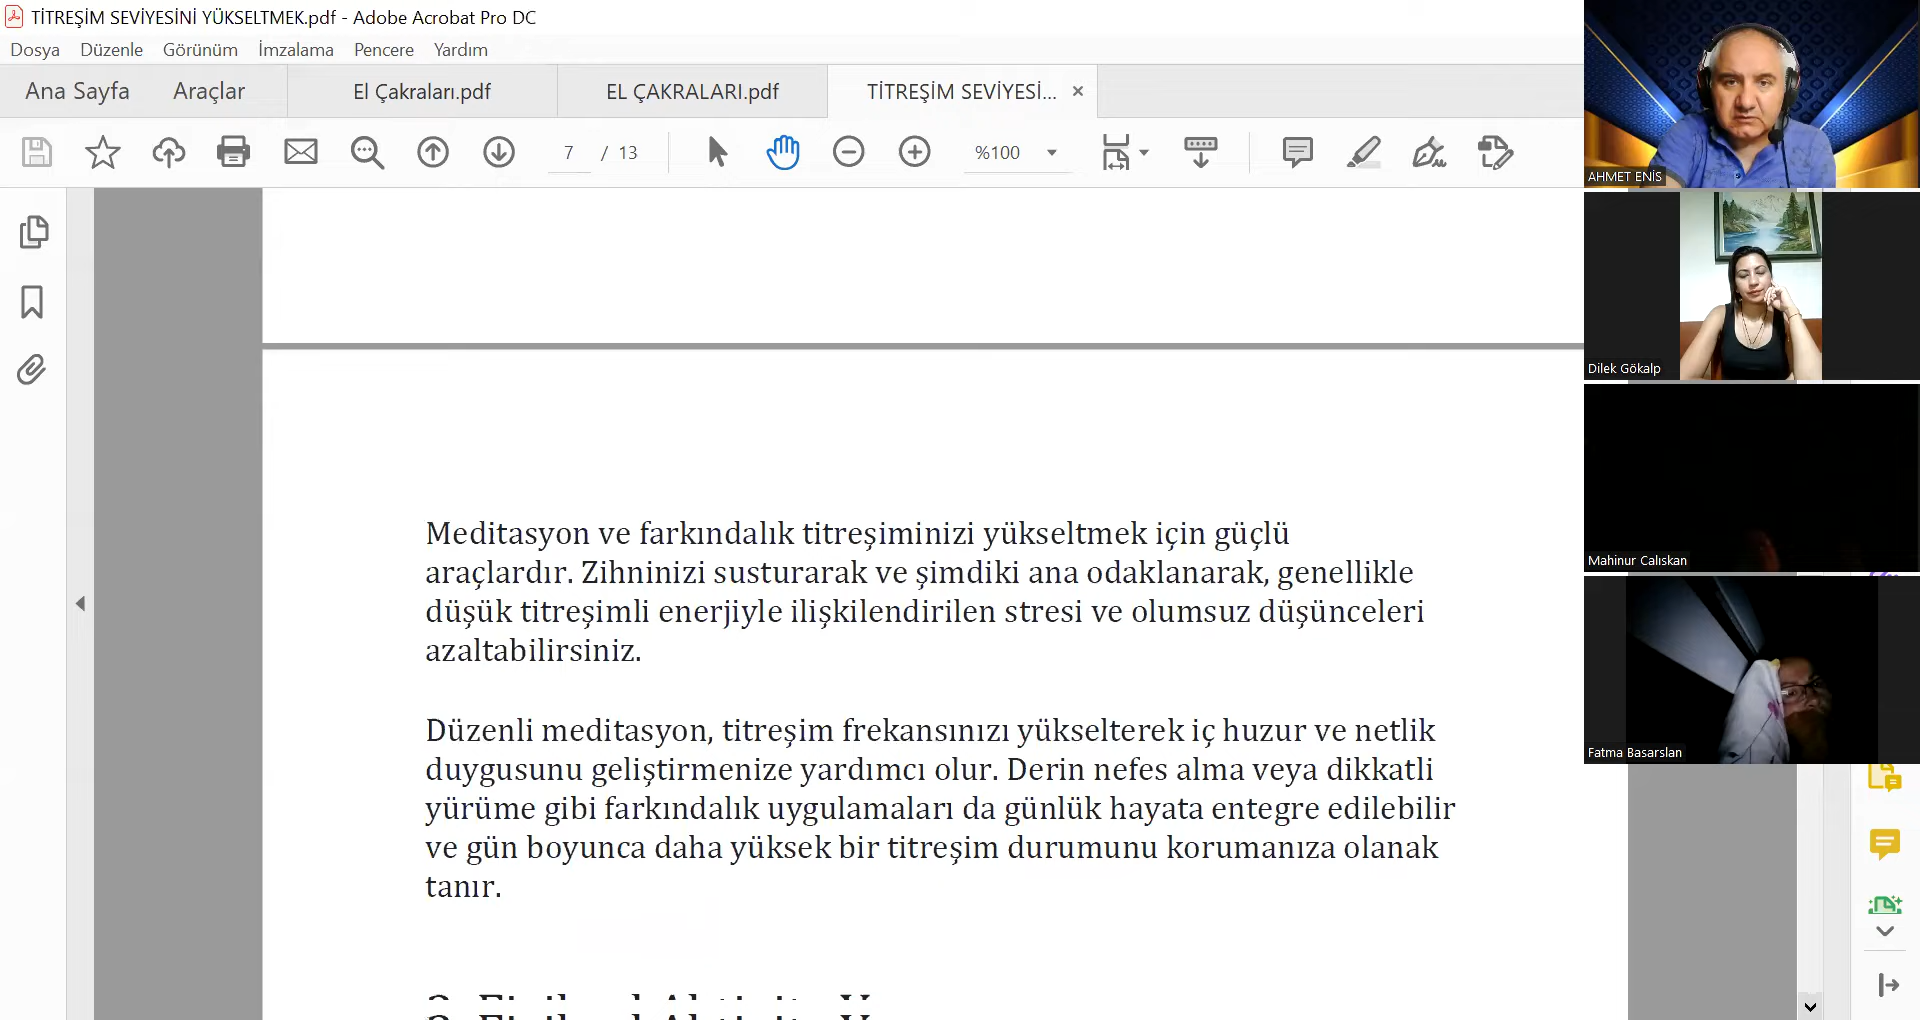 TİTREŞİM SEVİYESİNİ YÜKSELTMEK.pdf - Adobe Acrobat Pro DC
Dosya Düzenle Görünüm İmzalama Pencere Yardım
Ana Sayfa Araçlar El Çakraları.pdf EL ÇAKRALARI.pdf TİTREŞİM SEVİYESİ... ×
7 / 13 %100
AHMET ENİS
Dilek Gökalp
Mahinur Calıskan
Fatma Basarslan
Meditasyon ve farkındalık titreşiminizi yükseltmek için güçlü
araçlardır. Zihninizi susturarak ve şimdiki ana odaklanarak, genellikle
düşük titreşimli enerjiyle ilişkilendirilen stresi ve olumsuz düşünceleri
azaltabilirsiniz.
Düzenli meditasyon, titreşim frekansınızı yükselterek iç huzur ve netlik
duygusunu geliştirmenize yardımcı olur. Derin nefes alma veya dikkatli
yürüme gibi farkındalık uygulamaları da günlük hayata entegre edilebilir
ve gün boyunca daha yüksek bir titreşim durumunu korumanıza olanak
tanır.